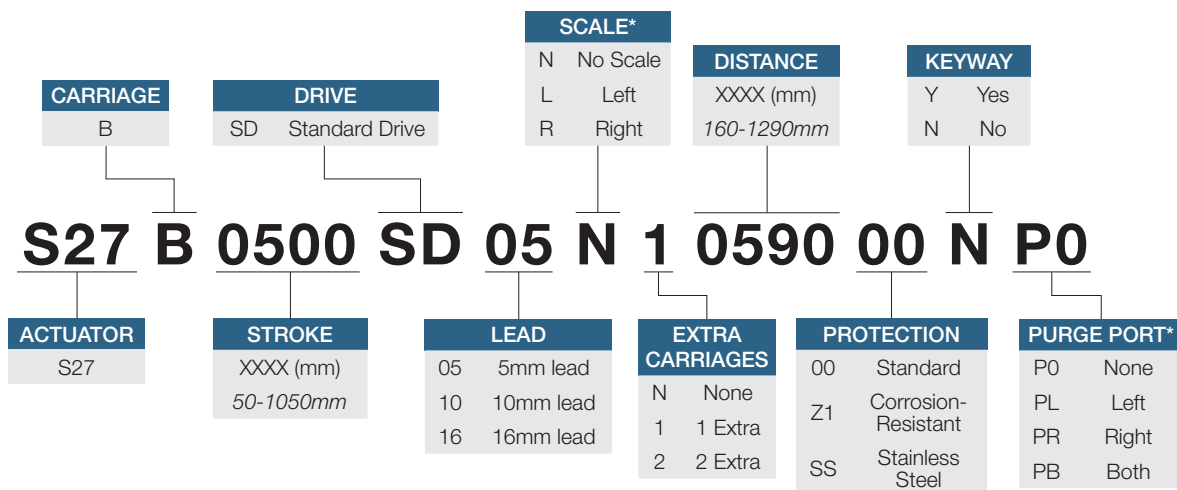 SCALE*
N No Scale
L Left
R Right
DISTANCE
XXXX (mm)
160-1290mm
KEYWAY
Y Yes
N No
CARRIAGE
B
DRIVE
SD Standard Drive
S27 B 0500 SD 05 N 1 0590 00 N P0
ACTUATOR
S27
STROKE
XXXX (mm)
50-1050mm
LEAD
05 5mm lead
10 10mm lead
16 16mm lead
EXTRA
CARRIAGES
N None
1 1 Extra
2 2 Extra
PROTECTION
00 Standard
Z1 Corrosion-
Resistant
SS Stainless
Steel
PURGE PORT*
P0 None
PL Left
PR Right
PB Both